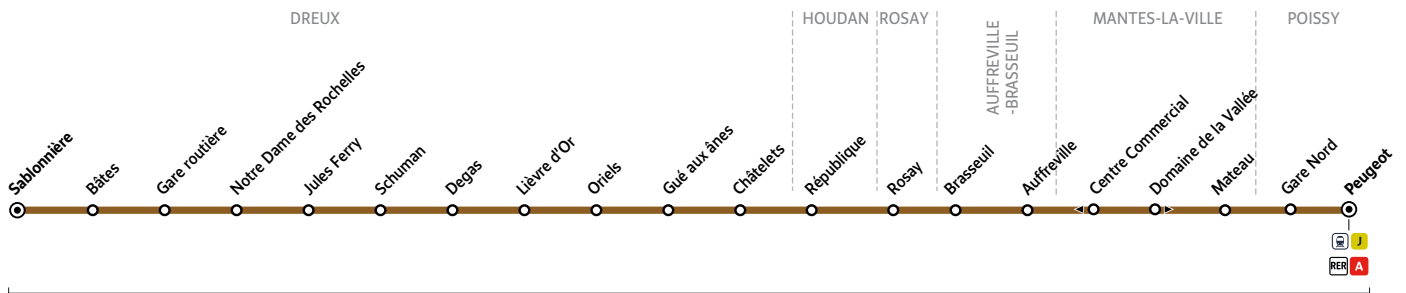 DREUX
HOUDAN
ROSAY
AUFFREVILLE
-BRASSEUIL
MANTES-LA-VILLE
POISSY
Sablonnière
Bâtes
Gare routière
Notre Dame des Rochelles
Jules Ferry
Schuman
Degas
Lièvre d'Or
Oriels
Gué aux ânes
Châtelets
République
Rosay
Brasseuil
Auffreville
Centre Commercial
Domaine de la Vallée
Mateau
Gare Nord
Peugeot
J
RER A